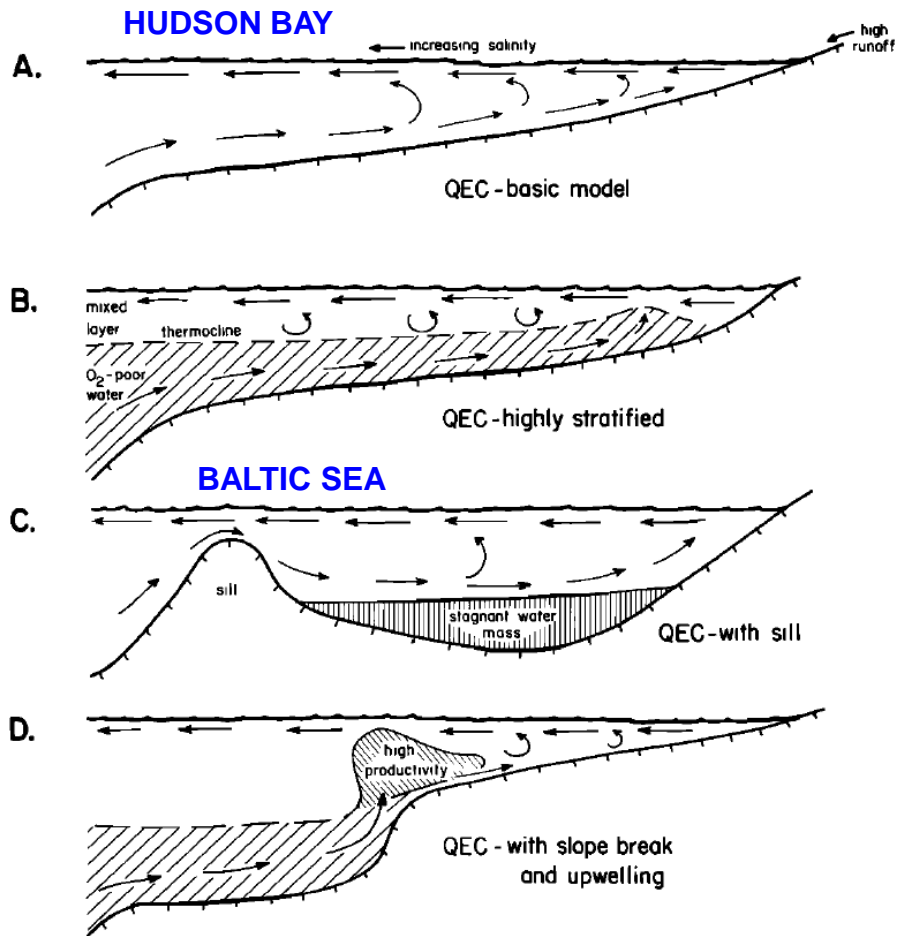 HUDSON BAY
increasing salinity
high
runoff
A.
QEC-basic model
B.
mixed
layer
thermocline
O₂-poor
water
QEC-highly stratified
BALTIC SEA
C.
sill
stagnant water
mass
QEC-with sill
D.
high
productivity
QEC - with slope break
and upwelling